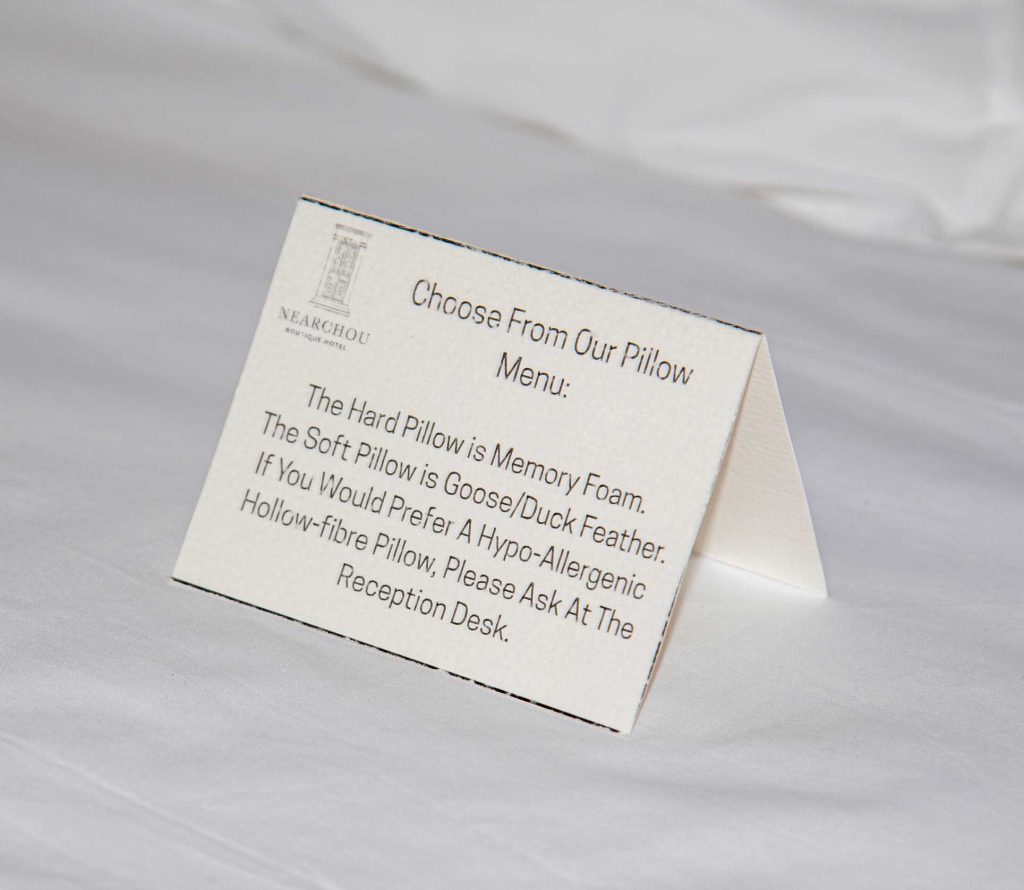 NEARCHOU
BOUTIQUE·HOTEL
Choose From Our Pillow
Menu:
The Hard Pillow is Memory Foam.
The Soft Pillow is Goose/Duck Feather.
If You Would Prefer A Hypo-Allergenic
Hollow-fibre Pillow, Please Ask At The
Reception Desk.